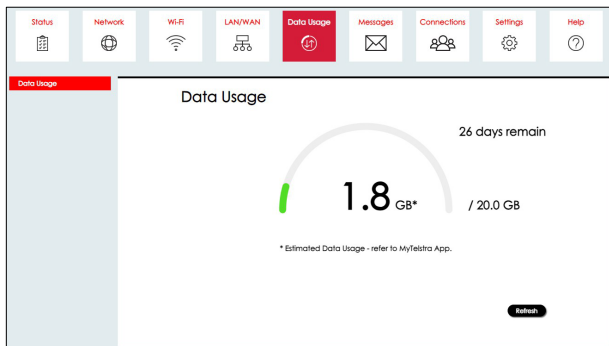 Status Network Wi-Fi LAN/WAN Data Usage Messages Connections Settings Help
Data Usage
Data Usage
26 days remain
1.8 GB* / 20.0 GB
* Estimated Data Usage - refer to MyTelstra App.
Refresh